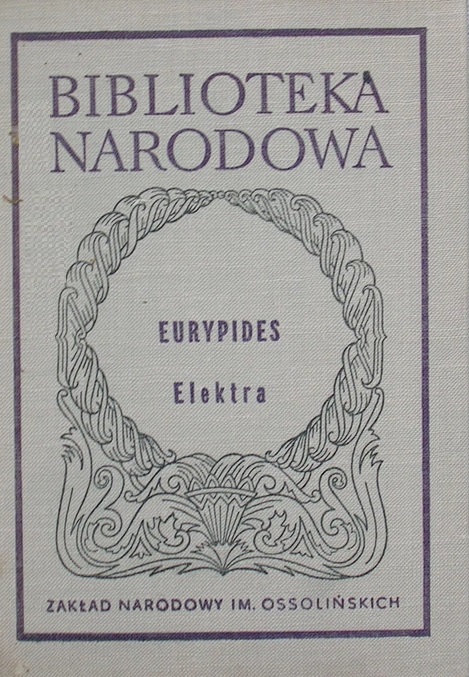 BIBLIOTEKA
NARODOWA
EURYPIDES
Elektra
ZAKŁAD NARODOWY IM. OSSOLIŃSKICH